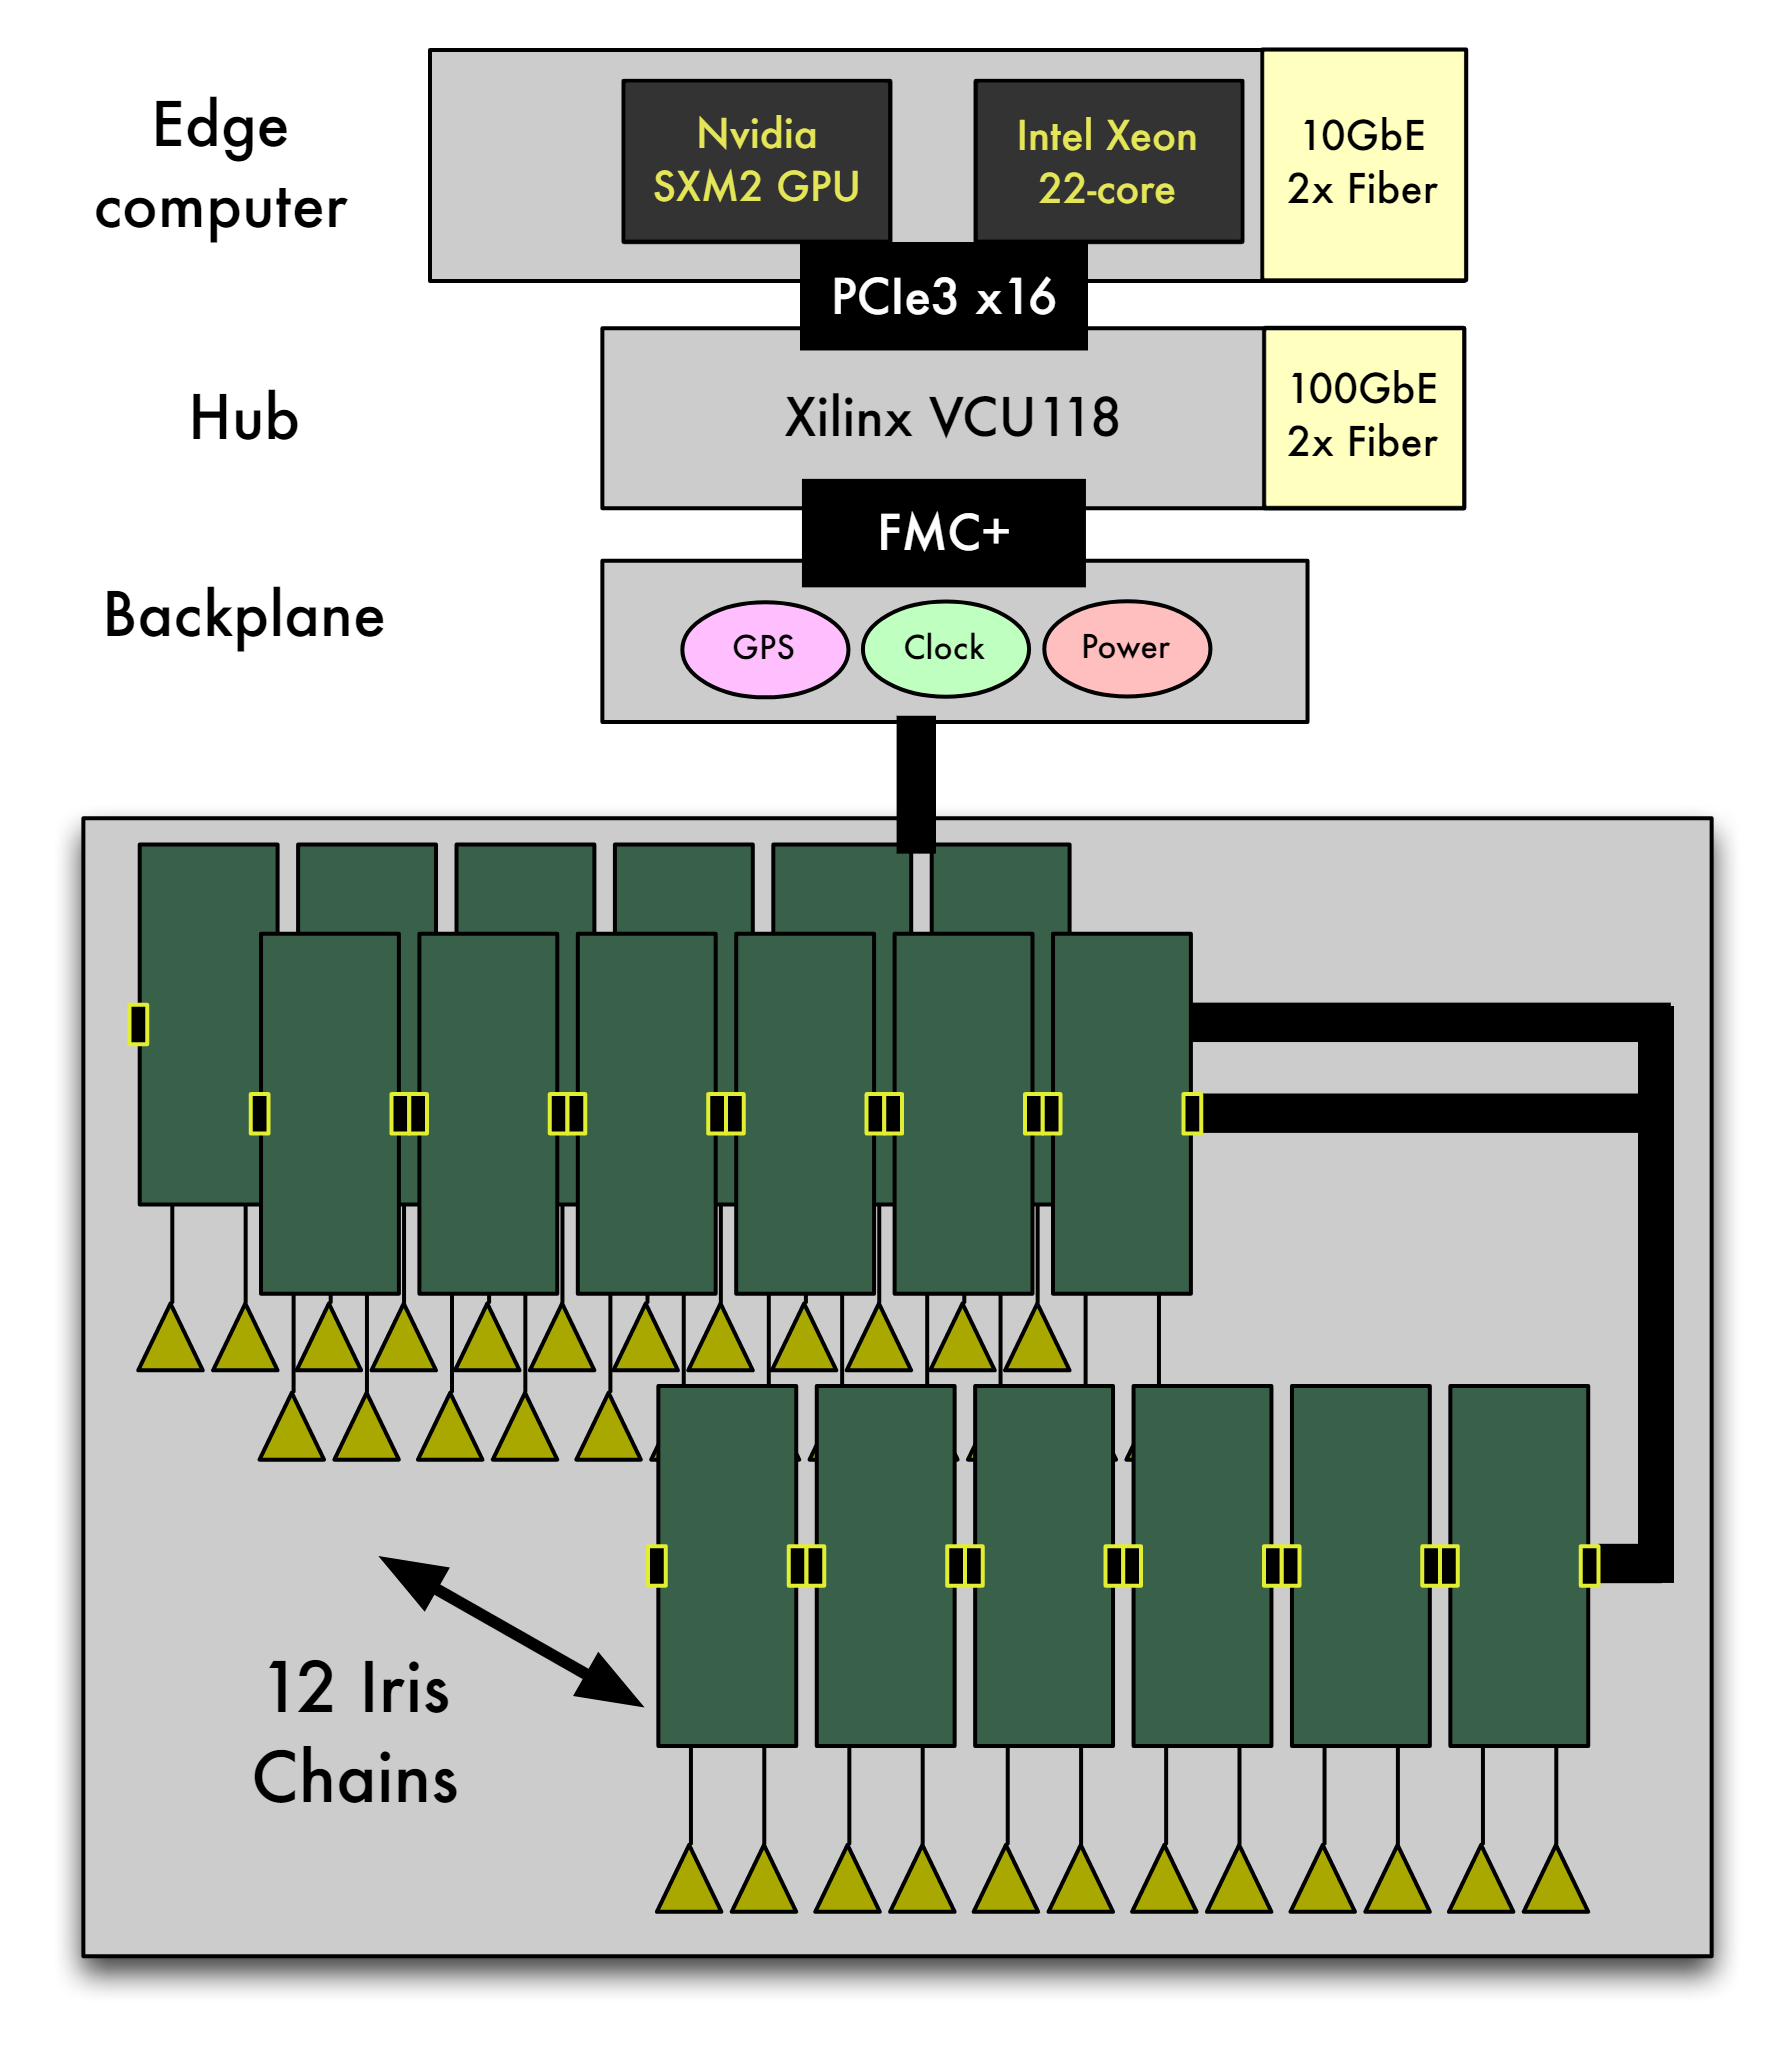 Edge
computer
Nvidia
SXM2 GPU
Intel Xeon
22-core
10GbE
2x Fiber
PCIe3 x16
Hub
Xilinx VCU118
100GbE
2x Fiber
FMC+
Backplane
GPS
Clock
Power
12 Iris
Chains